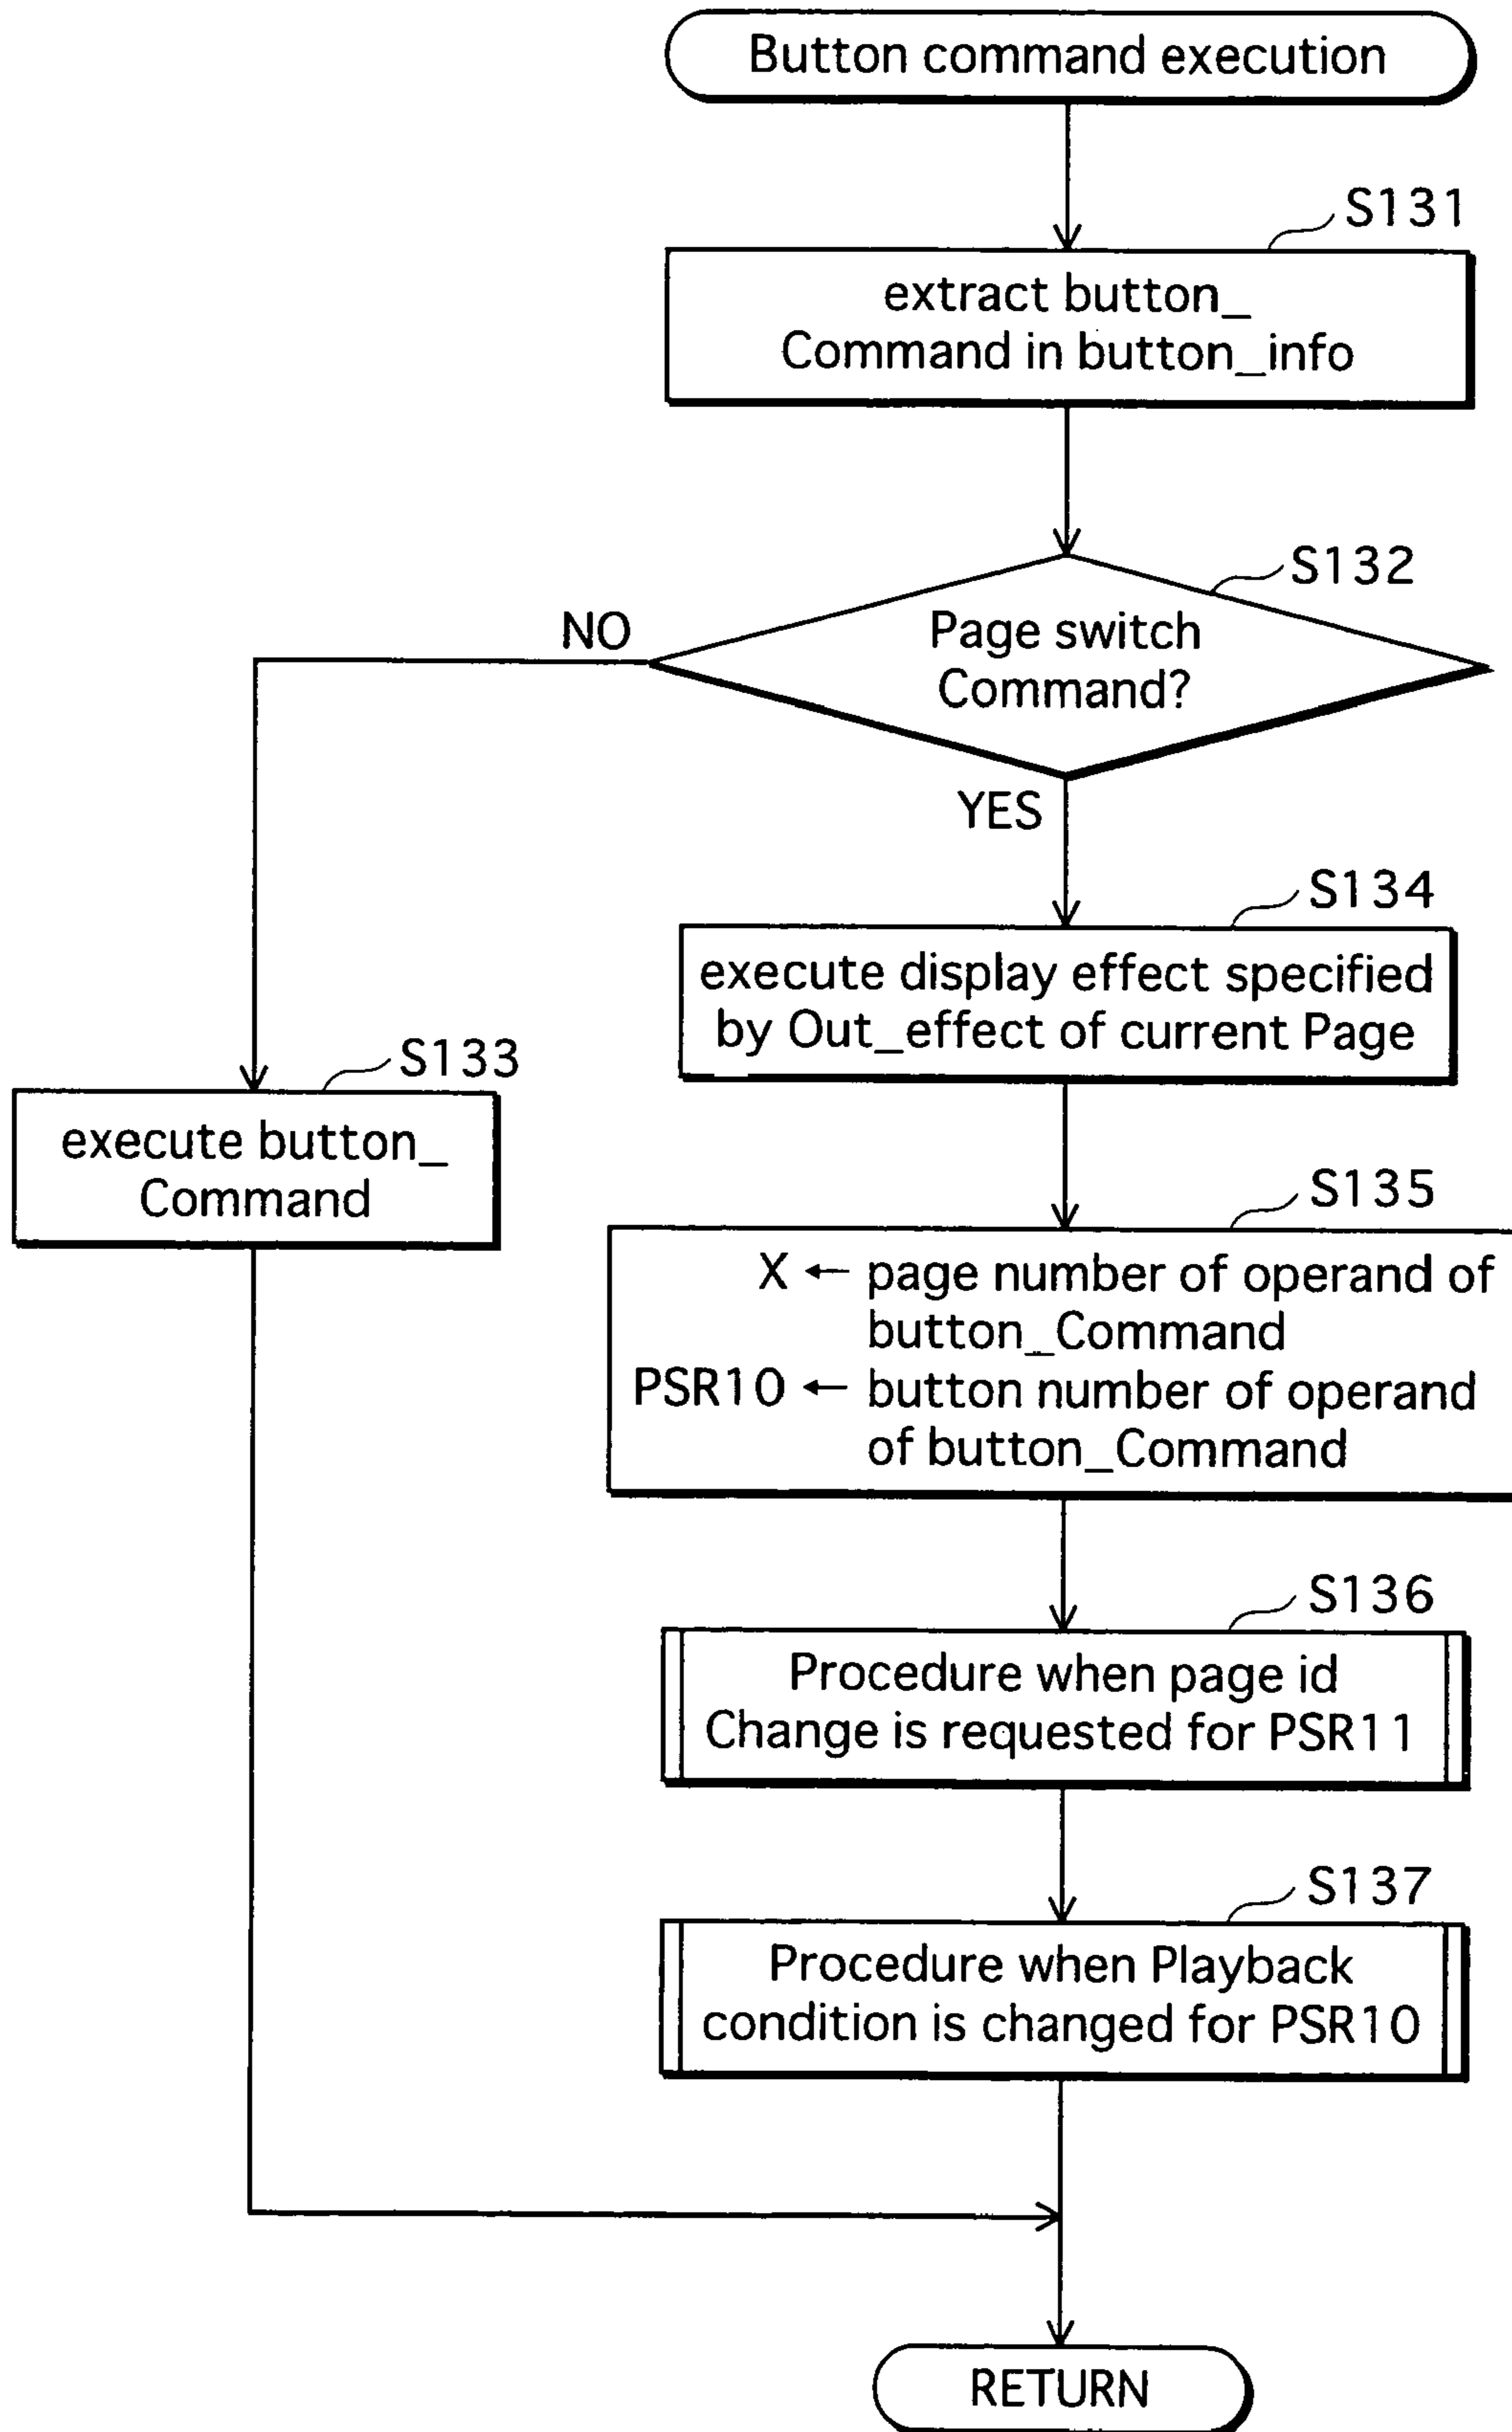 Button command execution
S131
extract button_
Command in button_info
S132
NO
Page switch
Command?
YES
S134
execute display effect specified
by Out_effect of current Page
S133
execute button_
Command
S135
X ← page number of operand of
button_Command
PSR10 ← button number of operand
of button_Command
S136
Procedure when page id
Change is requested for PSR11
S137
Procedure when Playback
condition is changed for PSR10
RETURN